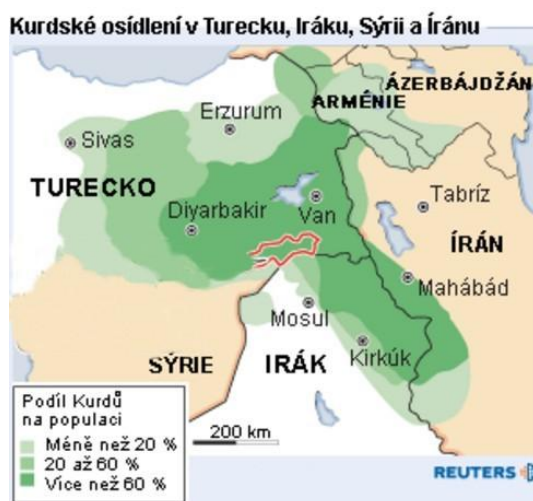 Kurdské osídlení v Turecku, Iráku, Sýrii a Íránu
ÁZERBÁJDŽÁN
ARMÉNIE
Erzurum
Sivas
TURECKO
Tabríz
Van
Diyarbakir
ÍRÁN
Mahábád
Mosul
SÝRIE
IRÁK
Kirkúk
Podíl Kurdů
na populaci
Méně než 20 %
20 až 60 %
Více než 60 %
200 km
REUTERS